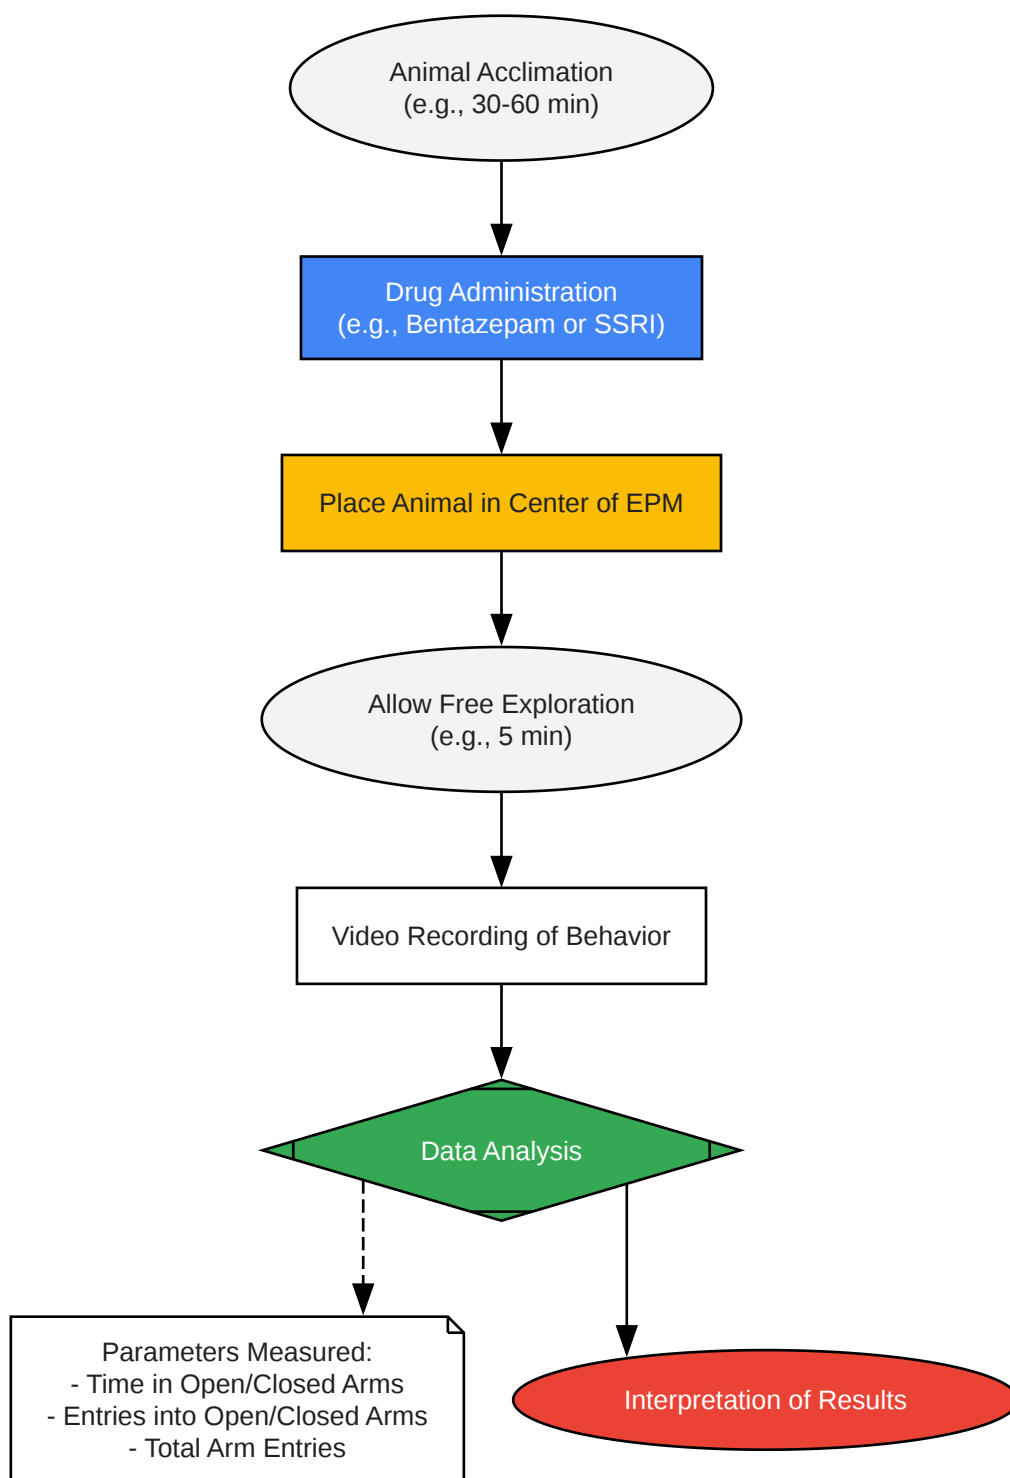 Animal Acclimation
(e.g., 30-60 min)
Drug Administration
(e.g., Bentazepam or SSRI)
Place Animal in Center of EPM
Allow Free Exploration
(e.g., 5 min)
Video Recording of Behavior
Data Analysis
Parameters Measured:
- Time in Open/Closed Arms
- Entries into Open/Closed Arms
- Total Arm Entries
Interpretation of Results